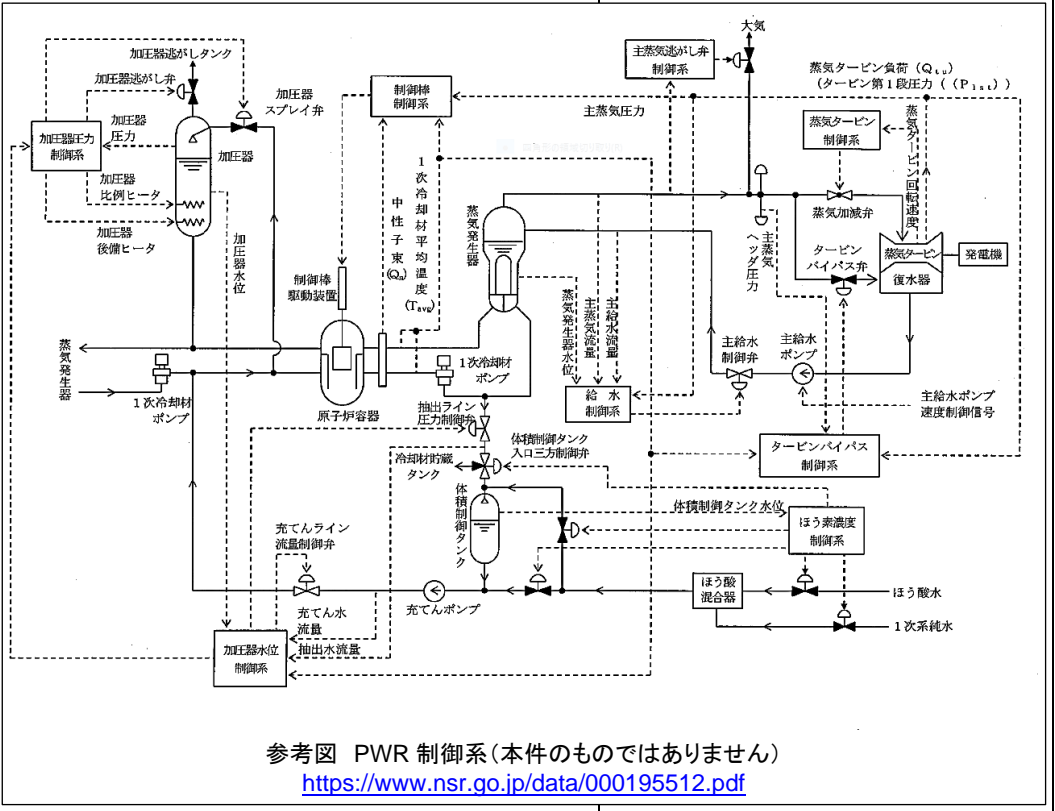 大気
加圧器逃がしタンク
主蒸気逃がし弁
制御系
加圧器逃がし弁
加圧器
スプレイ弁
制御棒
制御系
蒸気タービン負荷(Qtu)
(タービン第1段圧力((P1st))
主蒸気圧力
加圧器
圧力
加圧器圧力
制御系
加圧器
蒸気タービン
制御系
蒸気タービン回転速度
加圧器
比例ヒータ
加圧器
後備ヒータ
加圧器水位
中性子束(Qn)
1次冷却材平均温度(Tavg)
蒸気発生器
蒸気加減弁
主蒸気ヘッダ圧力
タービン
バイパス弁
蒸気タービン
復水器
発電機
制御棒
駆動装置
蒸気発生器水位
主蒸気流量
主給水流量
蒸気発生器
1次冷却材
ポンプ
原子炉容器
1次冷却材
ポンプ
主給水
制御弁
主給水
ポンプ
給水
制御系
主給水ポンプ
速度制御信号
抽出ライン
圧力制御弁
タービンバイパス
制御系
体積制御タンク
入口三方制御弁
冷却材貯蔵
タンク
体積制御タンク
体積制御タンク水位
ほう素濃度
制御系
充てんライン
流量制御弁
充てんポンプ
ほう酸
混合器
ほう酸水
1次系純水
充てん水
流量
抽出水流量
加圧器水位
制御系
参考図 PWR 制御系(本件のものではありません)
https://www.nsr.go.jp/data/000195512.pdf